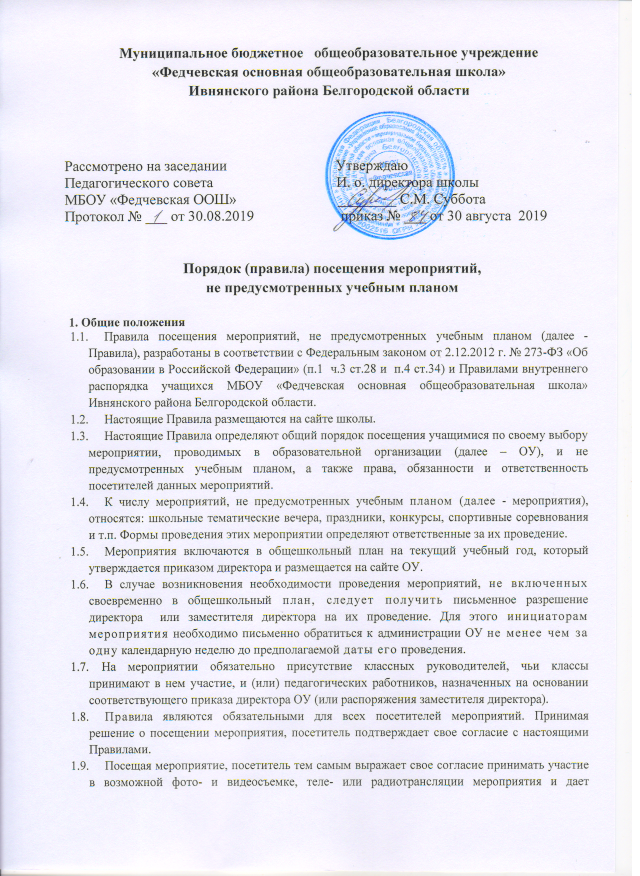 Муниципальное бюджетное общеобразовательное учреждение
«Федчевская основная общеобразовательная школа»
Ивнянского района Белгородской области
Рассмотрено на заседании
Педагогического совета
МБОУ «Федчевская ООШ»
Протокол № 1 от 30.08.2019
Утверждаю
И. о. директора школы
С.М. Суббота
приказ № 84 от 30 августа 2019
Порядок (правила) посещения мероприятий,
не предусмотренных учебным планом
1. Общие положения
1.1. Правила посещения мероприятий, не предусмотренных учебным планом (далее -
Правила), разработаны в соответствии с Федеральным законом от 2.12.2012 г. № 273-ФЗ «Об
образовании в Российской Федерации» (п.1 ч.3 ст.28 и п.4 ст.34) и Правилами внутреннего
распорядка учащихся МБОУ «Федчевская основная общеобразовательная школа»
Ивнянского района Белгородской области.
1.2. Настоящие Правила размещаются на сайте школы.
1.3. Настоящие Правила определяют общий порядок посещения учащимися по своему выбору
мероприятии, проводимых в образовательной организации (далее – ОУ), и не
предусмотренных учебным планом, а также права, обязанности и ответственность
посетителей данных мероприятий.
1.4. К числу мероприятий, не предусмотренных учебным планом (далее - мероприятия),
относятся: школьные тематические вечера, праздники, конкурсы, спортивные соревнования
и т.п. Формы проведения этих мероприятии определяют ответственные за их проведение.
1.5. Мероприятия включаются в общешкольный план на текущий учебный год, который
утверждается приказом директора и размещается на сайте ОУ.
1.6. В случае возникновения необходимости проведения мероприятий, не включенных
своевременно в общешкольный план, следует получить письменное разрешение
директора или заместителя директора на их проведение. Для этого инициаторам
мероприятия необходимо письменно обратиться к администрации ОУ не менее чем за
одну календарную неделю до предполагаемой даты его проведения.
1.7. На мероприятии обязательно присутствие классных руководителей, чьи классы
принимают в нем участие, и (или) педагогических работников, назначенных на основании
соответствующего приказа директора ОУ (или распоряжения заместителя директора).
1.8. Правила являются обязательными для всех посетителей мероприятий. Принимая
решение о посещении мероприятия, посетитель подтверждает свое согласие с настоящими
Правилами.
1.9. Посещая мероприятие, посетитель тем самым выражает свое согласие принимать участие
в возможной фото- и видеосъемке, теле- или радиотрансляции мероприятия и дает